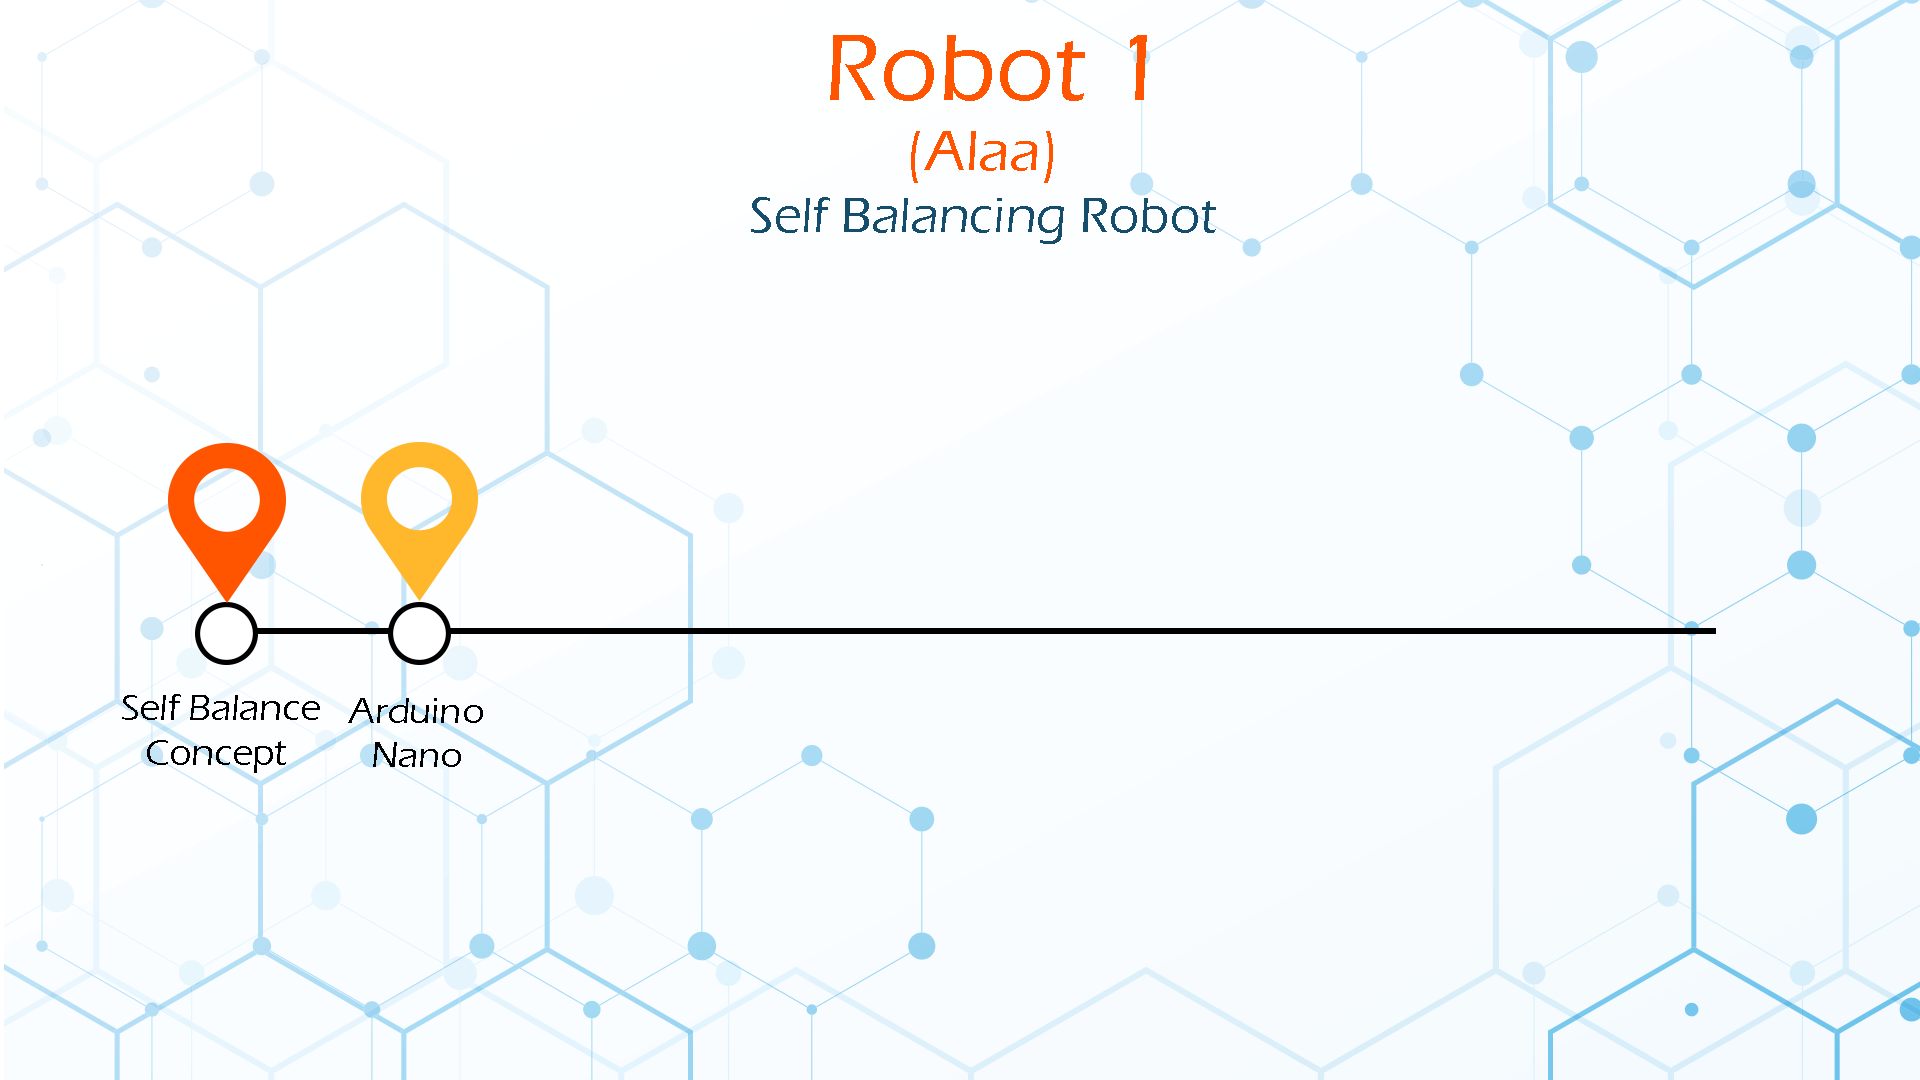 Robot 1
(Alaa)
Self Balancing Robot
Self Balance
Concept
Arduino
Nano